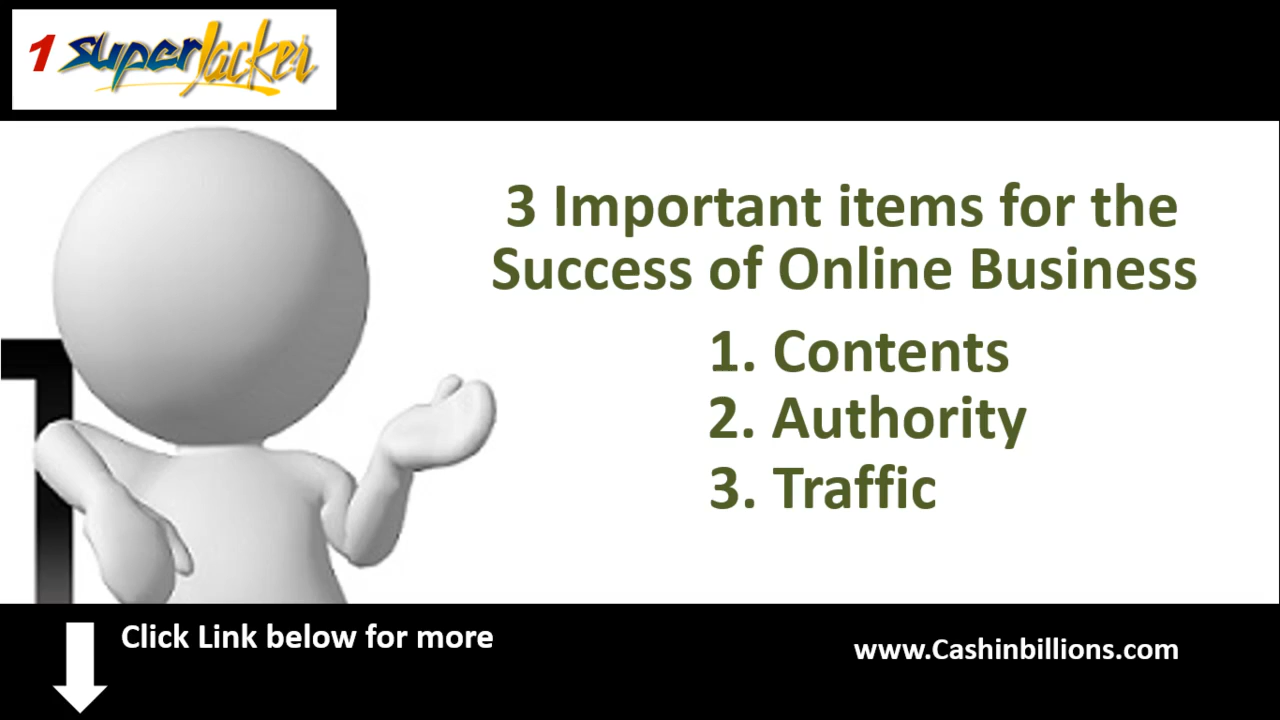 1 SuperJacker
3 Important items for the
Success of Online Business
1. Contents
2. Authority
3. Traffic
Click Link below for more
www.Cashinbillions.com